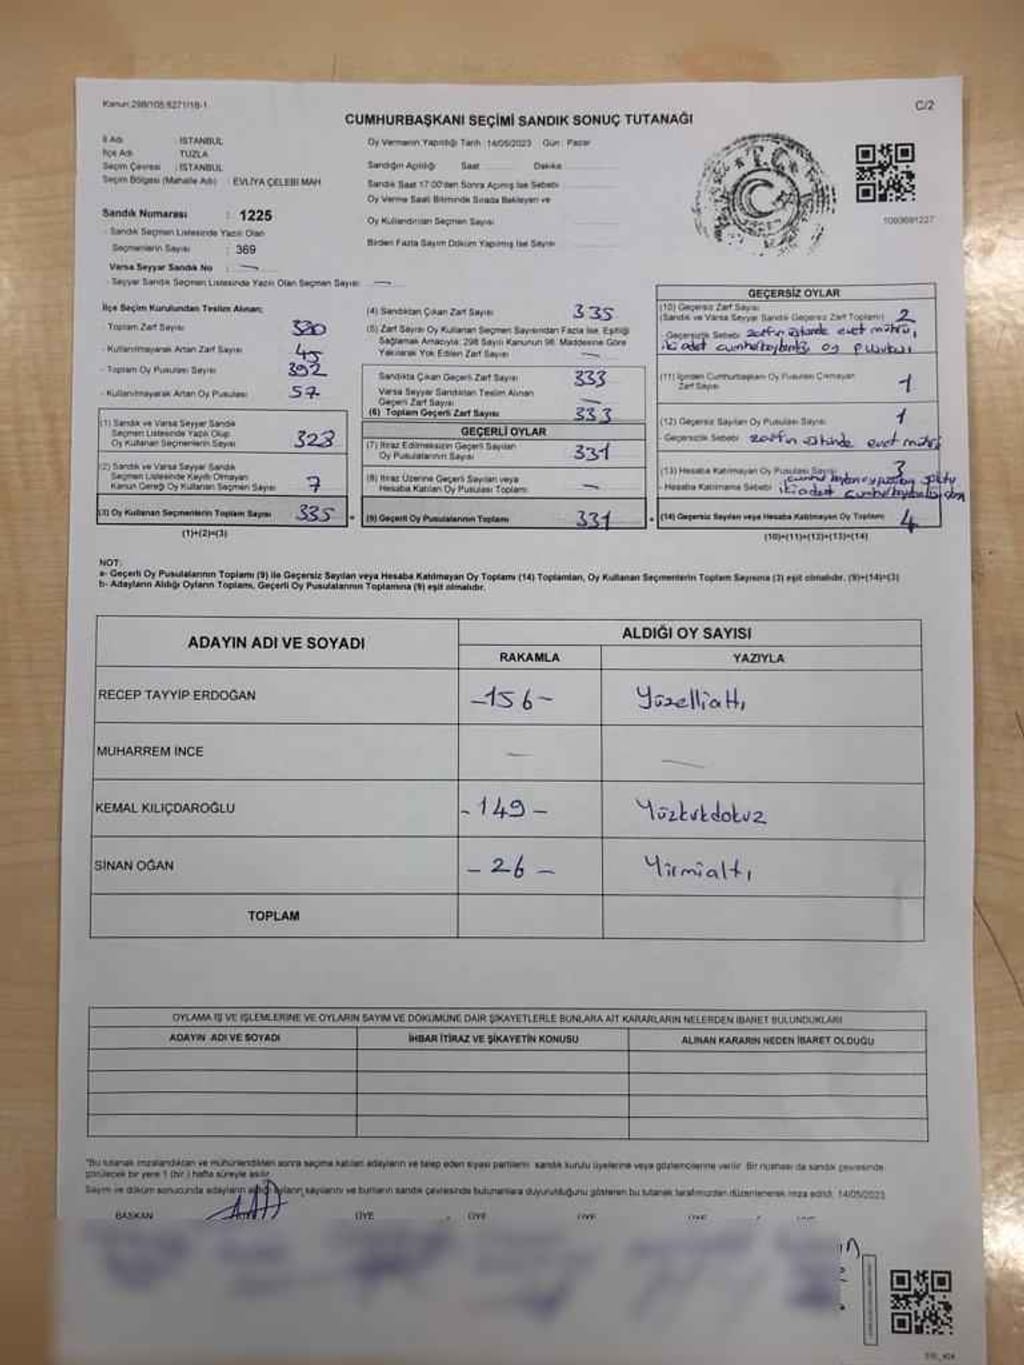 Kanun:298/105;6271/18-1
C/2
CUMHURBAŞKANI SEÇİMİ SANDIK SONUÇ TUTANAĞI
İl Adı : İSTANBUL
İlçe Adı : TUZLA
Seçim Çevresi : İSTANBUL
Seçim Bölgesi (Mahalle Adı) : EVLİYA ÇELEBİ MAH
Sandık Numarası : 1225
- Sandık Seçmen Listesinde Yazılı Olan
Seçmenlerin Sayısı : 369
Varsa Seyyar Sandık No : —
- Seyyar Sandık Seçmen Listesinde Yazılı Olan Seçmen Sayısı: —
Oy Vermenin Yapıldığı Tarih :14/05/2023 Gün : Pazar
Sandığın Açıldığı Saat Dakika
Sandık Saat 17:00'den Sonra Açılmış İse Sebebi
Oy Verme Saati Bitiminde Sırada Bekleyen ve
Oy Kullandırılan Seçmen Sayısı
Birden Fazla Sayım Döküm Yapılmış İse Sayısı
T.C.
1093691227
İlçe Seçim Kurulundan Teslim Alınan;
- Toplam Zarf Sayısı
- Kullanılmayarak Artan Zarf Sayısı 45
- Toplam Oy Pusulası Sayısı 392
- Kullanılmayarak Artan Oy Pusulası 57
(1) Sandık ve Varsa Seyyar Sandık
Seçmen Listesinde Yazılı Olup
Oy Kullanan Seçmenlerin Sayısı 323
(2) Sandık ve Varsa Seyyar Sandık
Seçmen Listesinde Kayıtlı Olmayan
Kanun Gereği Oy Kullanan Seçmen Sayısı 7
(3) Oy Kullanan Seçmenlerin Toplam Sayısı 335
(1)+(2)=(3)
(4) Sandıktan Çıkan Zarf Sayısı 335
(5) Zarf Sayısı Oy Kullanan Seçmen Sayısından Fazla İse, Eşitliği
Sağlamak Amacıyla; 298 Sayılı Kanunun 98. Maddesine Göre
Yakılarak Yok Edilen Zarf Sayısı —
Sandıkta Çıkan Geçerli Zarf Sayısı 333
Varsa Seyyar Sandıktan Teslim Alınan
Geçerli Zarf Sayısı —
(6) Toplam Geçerli Zarf Sayısı 333
GEÇERLİ OYLAR
(7) İtiraz Edilmeksizin Geçerli Sayılan
Oy Pusulalarının Sayısı 331
(8) İtiraz Üzerine Geçerli Sayılan veya
Hesaba Katılan Oy Pusulası Toplamı —
(9) Geçerli Oy Pusulalarının Toplamı 331
GEÇERSİZ OYLAR
(10) Geçersiz Zarf Sayısı
(Sandık ve Varsa Seyyar Sandık Geçersiz Zarf Toplamı) 2
- Geçersizlik Sebebi zarfın üstünde evet mührü,
iki adet cumhurbaşkanlığı oy pusulası
(11) İçinden Cumhurbaşkanı Oy Pusulası Çıkmayan
Zarf Sayısı 1
(12) Geçersiz Sayılan Oy Pusulası Sayısı 1
- Geçersizlik Sebebi zarfın üstünde evet mührü
(13) Hesaba Katılmayan Oy Pusulası Sayısı 3
- Hesaba Katılmama Sebebi iki adet
(14) Geçersiz Sayılan veya Hesaba Katılmayan Oy Toplamı 4
(10)+(11)+(12)+(13)=(14)
NOT:
a- Geçerli Oy Pusulalarının Toplamı (9) ile Geçersiz Sayılan veya Hesaba Katılmayan Oy Toplamı (14) Toplamları, Oy Kullanan Seçmenlerin Toplam Sayısına (3) eşit olmalıdır. (9)+(14)=(3)
b- Adayların Aldığı Oyların Toplamı, Geçerli Oy Pusulalarının Toplamına (9) eşit olmalıdır.
ADAYIN ADI VE SOYADI
ALDIĞI OY SAYISI
RAKAMLA YAZIYLA
RECEP TAYYİP ERDOĞAN -156- Yüzellialtı
MUHARREM İNCE — —
KEMAL KILIÇDAROĞLU -149- Yüzkırkdokuz
SİNAN OĞAN -26- Yirmialtı
TOPLAM
OYLAMA İŞ VE İŞLEMLERİNE VE OYLARIN SAYIM VE DÖKÜMÜNE DAİR ŞİKAYETLERLE BUNLARA AİT KARARLARIN NELERDEN İBARET BULUNDUKLARI
ADAYIN ADI VE SOYADI İHBAR İTİRAZ VE ŞİKAYETİN KONUSU ALINAN KARARIN NEDEN İBARET OLDUĞU
*Bu tutanak imzalandıktan ve mühürlendikten sonra seçime katılan adayların ve talep eden siyasi partilerin sandık kurulu üyelerine veya gözlemcilerine verilir. Bir nüshası da sandık çevresinde
görülecek bir yere 1 (bir ) hafta süreyle asılır.
Sayım ve döküm sonucunda adayların aldığı oyların sayılarını ve bunların sandık çevresinde bulunanlara duyurulduğunu gösteren bu tutanak tarafımızdan düzenlenerek imza edildi. 14/05/2023
BAŞKAN ÜYE ÜYE ÜYE ÜYE ÜYE